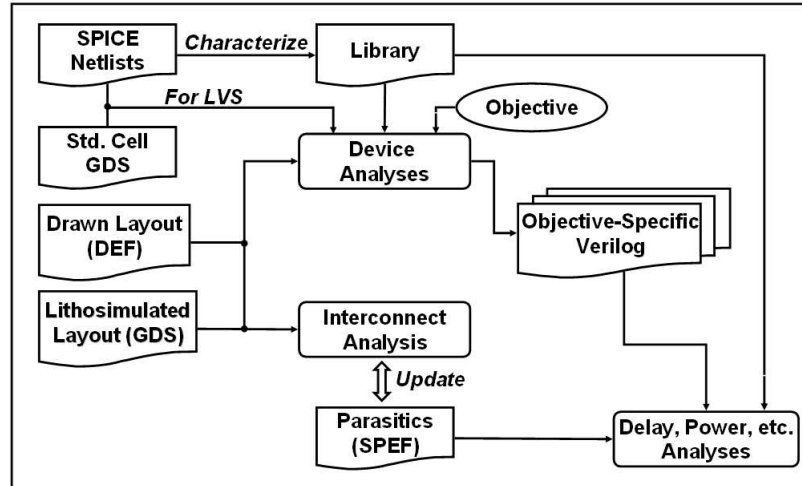 SPICE
Netlists
Characterize
Library
For LVS
Objective
Std. Cell
GDS
Device
Analyses
Drawn Layout
(DEF)
Objective-Specific
Verilog
Lithosimulated
Layout (GDS)
Interconnect
Analysis
Update
Parasitics
(SPEF)
Delay, Power, etc.
Analyses